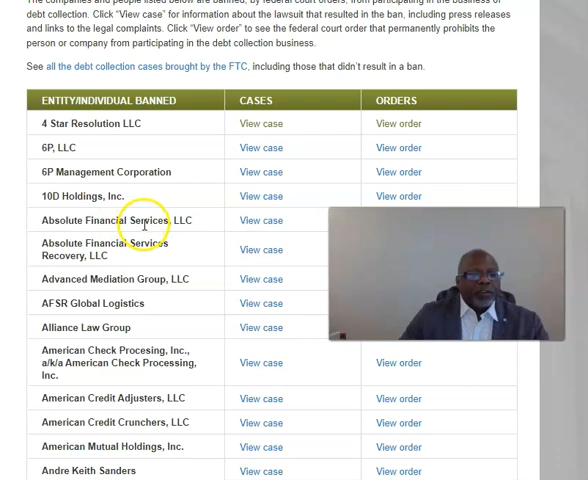 The companies and people listed below are banned, by federal court orders, from participating in the business of
debt collection. Click "View case" for information about the lawsuit that resulted in the ban, including press releases
and links to the legal complaints. Click "View order" to see the federal court order that permanently prohibits the
person or company from participating in the debt collection business.
See all the debt collection cases brought by the FTC, including those that didn't result in a ban.
ENTITY/INDIVIDUAL BANNED CASES ORDERS
4 Star Resolution LLC View case View order
6P, LLC View case View order
6P Management Corporation View case View order
10D Holdings, Inc. View case View order
Absolute Financial Services, LLC View case
Absolute Financial Services
Recovery, LLC View case
Advanced Mediation Group, LLC View case
AFSR Global Logistics View case
Alliance Law Group View case
American Check Procesing, Inc.,
a/k/a American Check Processing, View case View order
Inc.
American Credit Adjusters, LLC View case View order
American Credit Crunchers, LLC View case View order
American Mutual Holdings, Inc. View case View order
Andre Keith Sanders View case View order